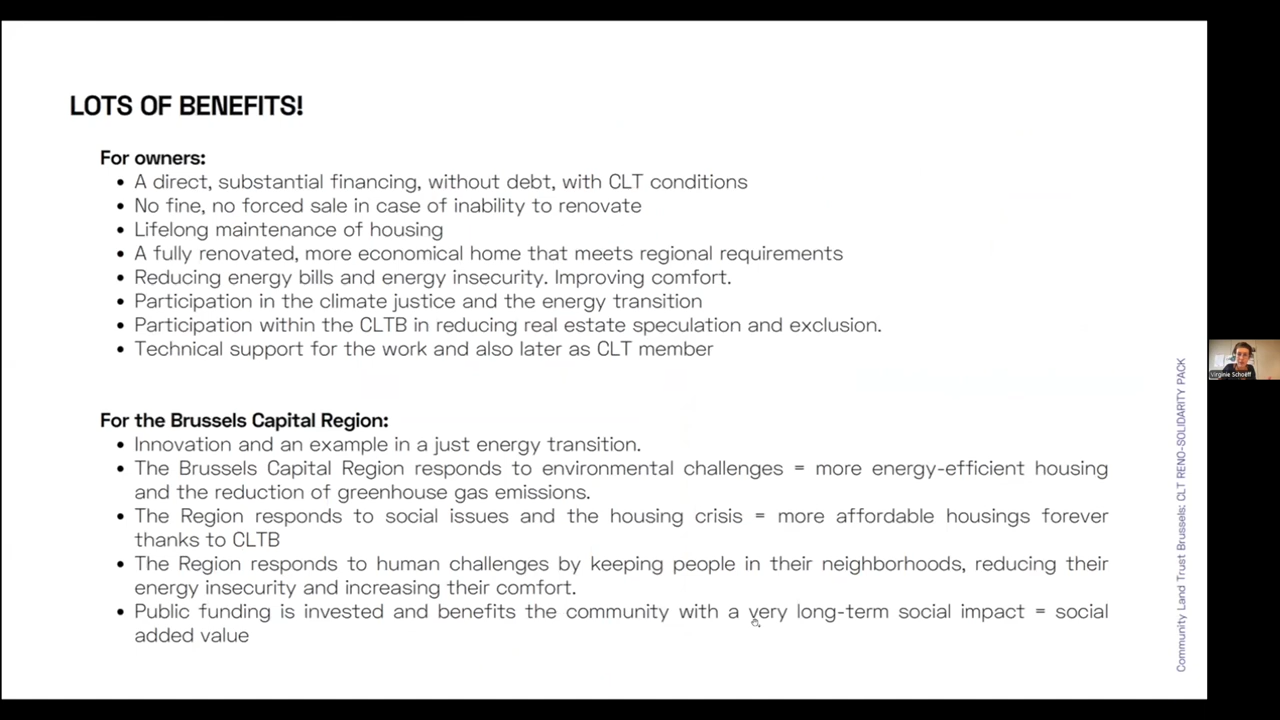 LOTS OF BENEFITS!
For owners:
• A direct, substantial financing, without debt, with CLT conditions
• No fine, no forced sale in case of inability to renovate
• Lifelong maintenance of housing
• A fully renovated, more economical home that meets regional requirements
• Reducing energy bills and energy insecurity. Improving comfort.
• Participation in the climate justice and the energy transition
• Participation within the CLTB in reducing real estate speculation and exclusion.
• Technical support for the work and also later as CLT member
For the Brussels Capital Region:
• Innovation and an example in a just energy transition.
• The Brussels Capital Region responds to environmental challenges = more energy-efficient housing
and the reduction of greenhouse gas emissions.
• The Region responds to social issues and the housing crisis = more affordable housings forever
thanks to CLTB
• The Region responds to human challenges by keeping people in their neighborhoods, reducing their
energy insecurity and increasing their comfort.
• Public funding is invested and benefits the community with a very long-term social impact = social
added value
Community Land Trust Brussels: CLT RENO-SOLIDARITY PACK
Virginie Schoëff